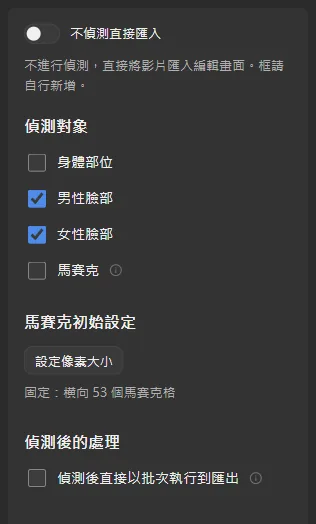 不偵測直接匯入
不進行偵測，直接將影片匯入編輯畫面。框請
自行新增。
偵測對象
身體部位
男性臉部
女性臉部
馬賽克
馬賽克初始設定
設定像素大小
固定：橫向 53 個馬賽克格
偵測後的處理
偵測後直接以批次執行到匯出